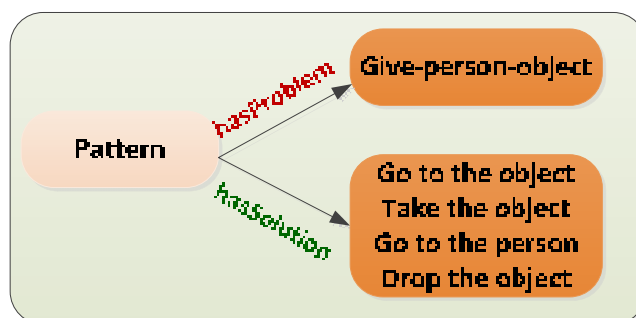 Give-person-object
hasProblem
Pattern
hasSolution
Go to the object
Take the object
Go to the person
Drop the object